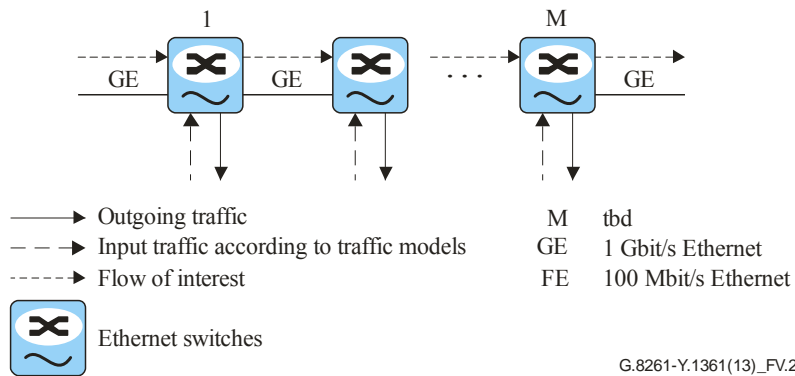 1 M
GE GE . . . GE
Outgoing traffic M tbd
Input traffic according to traffic models GE 1 Gbit/s Ethernet
Flow of interest FE 100 Mbit/s Ethernet
Ethernet switches
G.8261-Y.1361(13)_FV.2